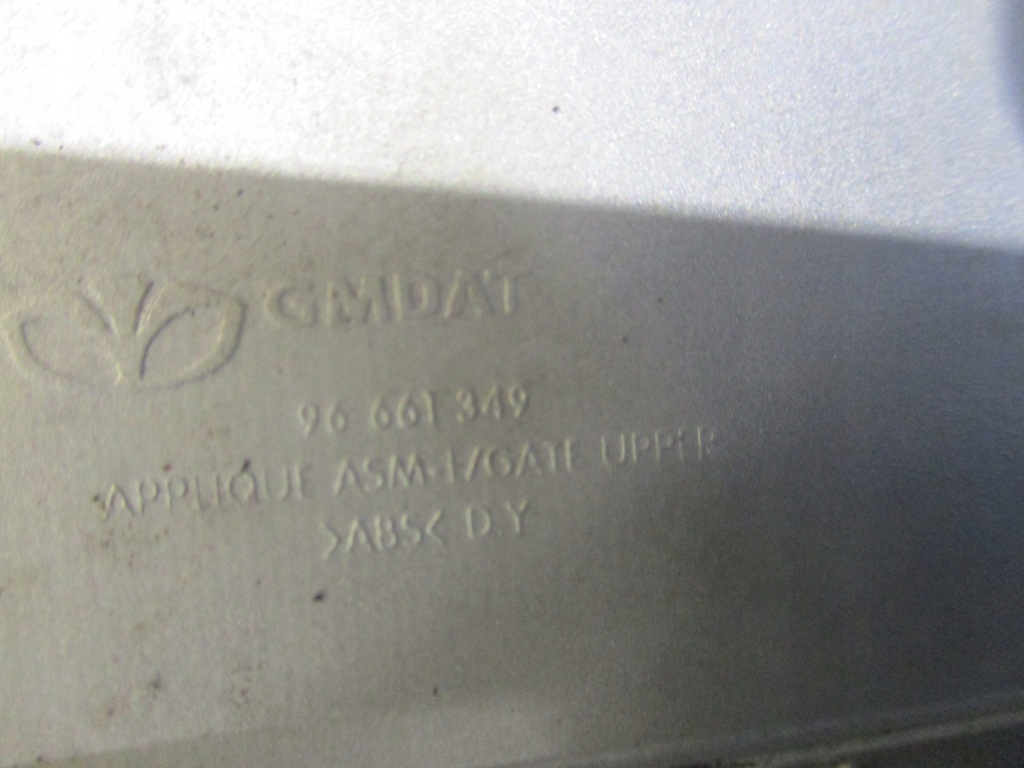 GMDAT
96 661 349
APPLIQUE ASM-L/GATE UPPER
>ABS< D.Y